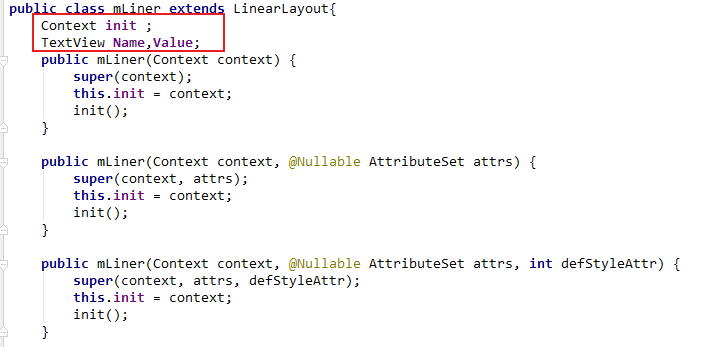 public class mLiner extends LinearLayout{
Context init ;
TextView Name,Value;
public mLiner(Context context) {
super(context);
this.init = context;
init();
}
public mLiner(Context context, @Nullable AttributeSet attrs) {
super(context, attrs);
this.init = context;
init();
}
public mLiner(Context context, @Nullable AttributeSet attrs, int defStyleAttr) {
super(context, attrs, defStyleAttr);
this.init = context;
init();
}